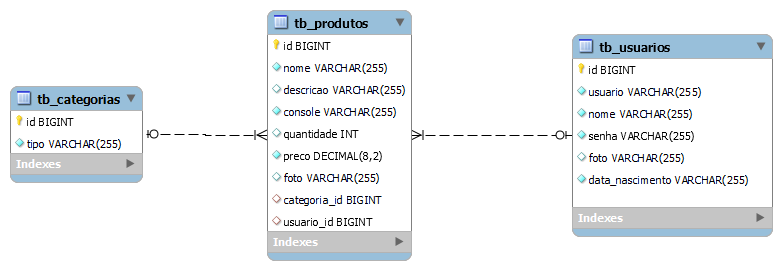 tb_categorias
id BIGINT
tipo VARCHAR(255)
Indexes
tb_produtos
id BIGINT
nome VARCHAR(255)
descricao VARCHAR(255)
console VARCHAR(255)
quantidade INT
preco DECIMAL(8,2)
foto VARCHAR(255)
categoria_id BIGINT
usuario_id BIGINT
Indexes
tb_usuarios
id BIGINT
usuario VARCHAR(255)
nome VARCHAR(255)
senha VARCHAR(255)
foto VARCHAR(255)
data_nascimento VARCHAR(255)
Indexes